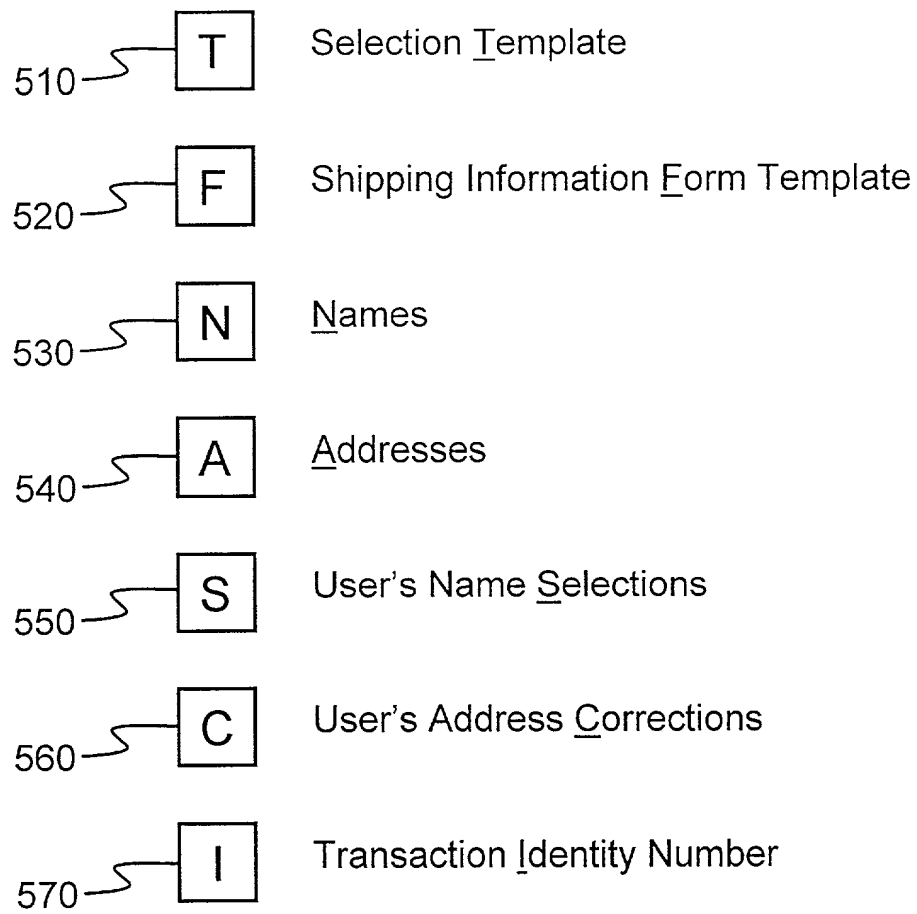 T Selection Template
510
F Shipping Information Form Template
520
N Names
530
A Addresses
540
S User's Name Selections
550
C User's Address Corrections
560
I Transaction Identity Number
570